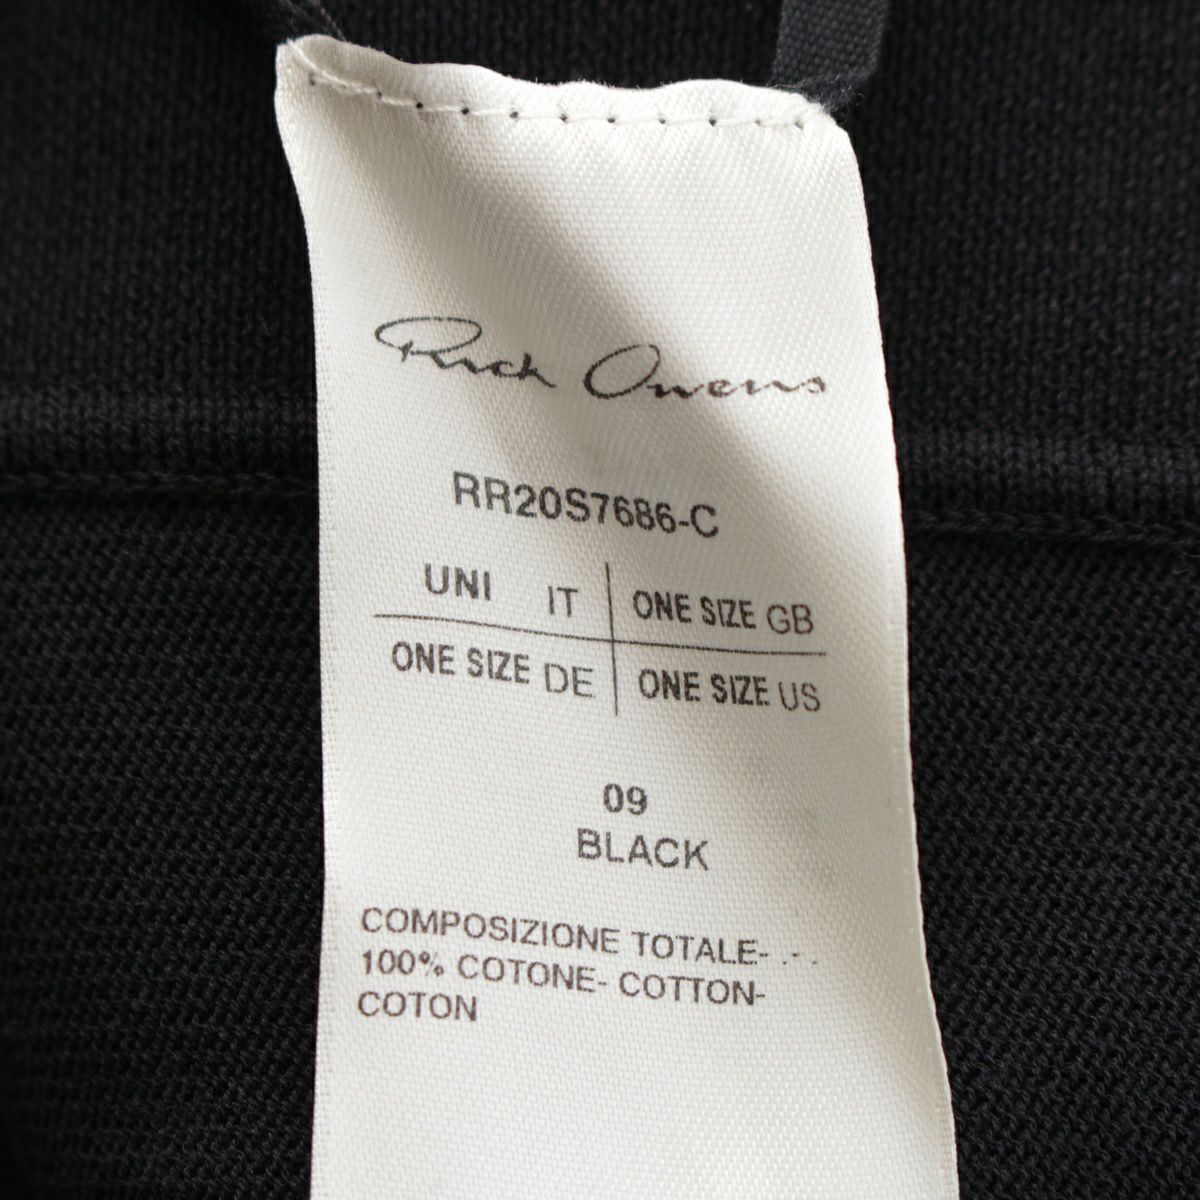 Rick Owens
RR20S7686-C
UNI IT ONE SIZE GB
ONE SIZE DE ONE SIZE US
09
BLACK
COMPOSIZIONE TOTALE- .- .
100% COTONE- COTTON-
COTON